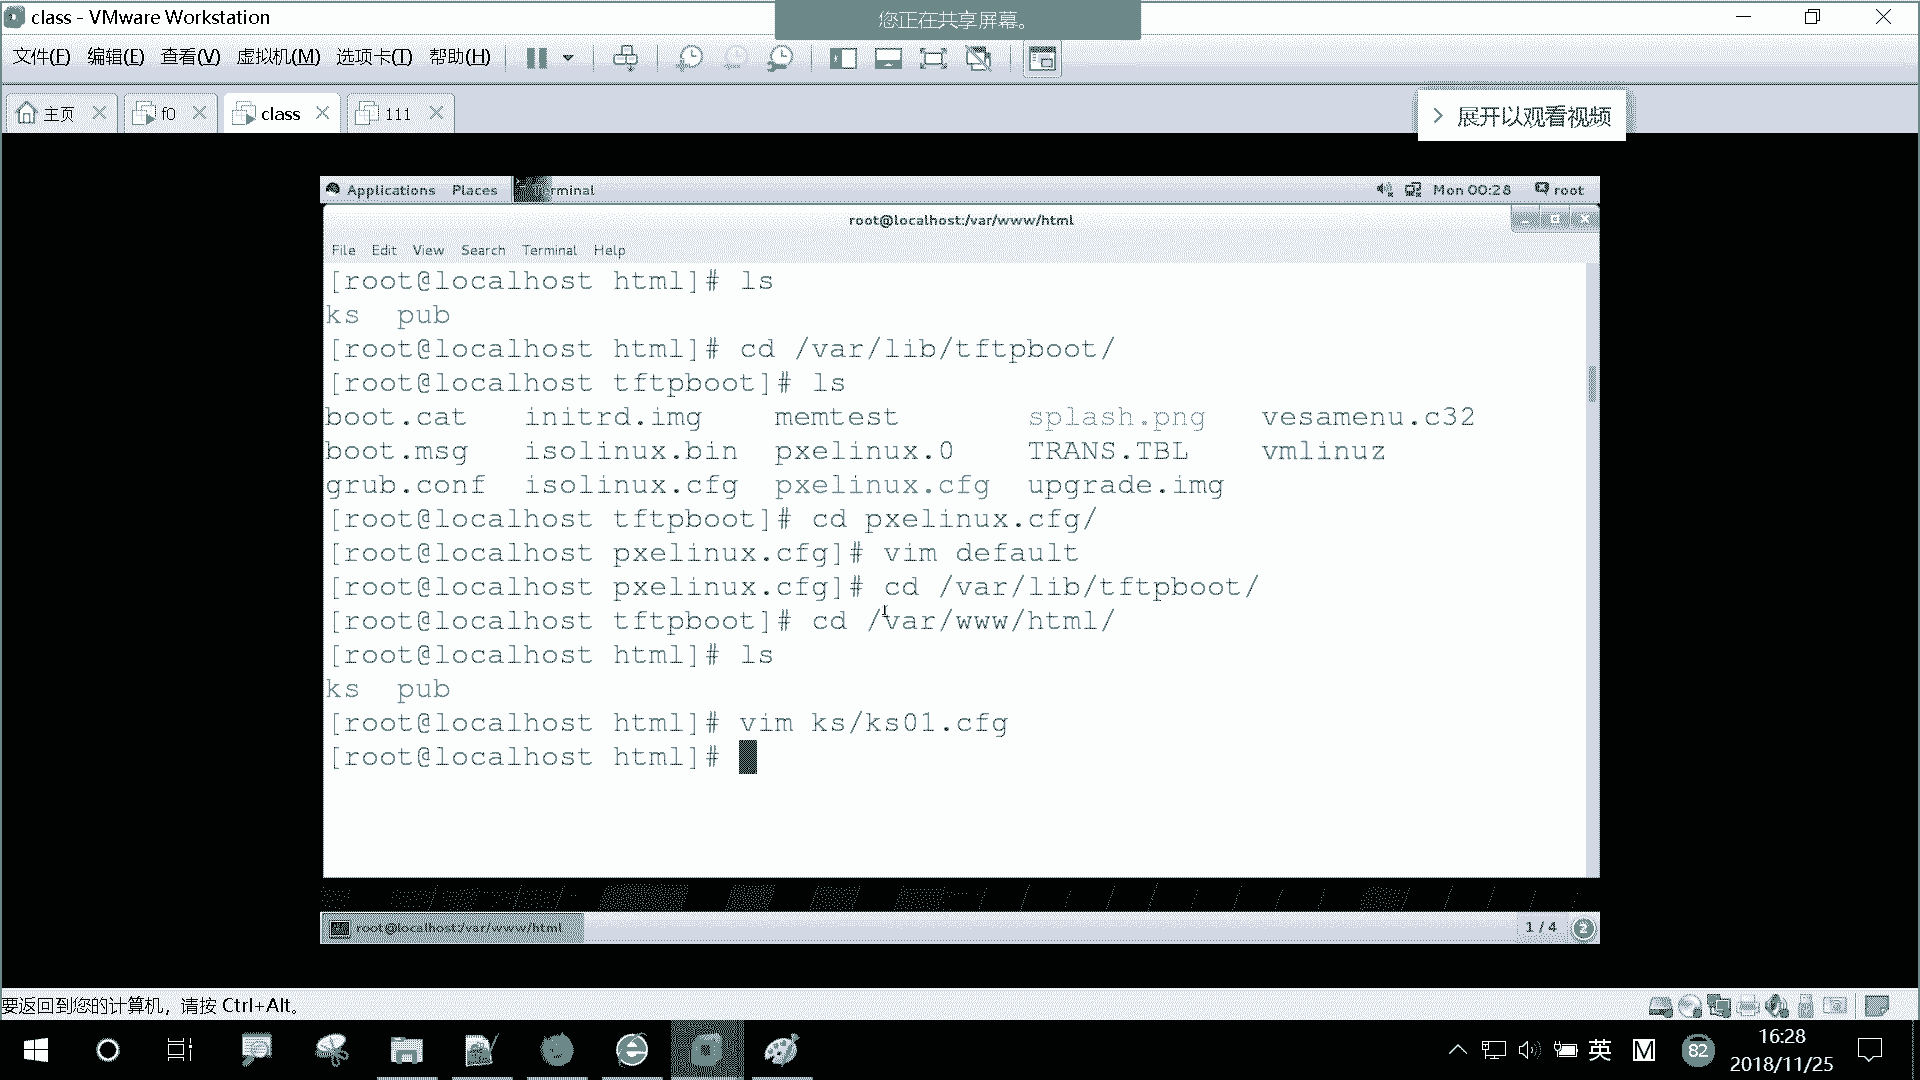 class - VMware Workstation
您正在共享屏幕。
文件(F) 编辑(E) 查看(V) 虚拟机(M) 选项卡(T) 帮助(H)
主页 f0 class 111
展开以观看视频
Applications Places Mon 00:28 root
root@localhost:/var/www/html
File Edit View Search Terminal Help
[root@localhost html]# ls
ks pub
[root@localhost html]# cd /var/lib/tftpboot/
[root@localhost tftpboot]# ls
boot.cat initrd.img memtest splash.png vesamenu.c32
boot.msg isolinux.bin pxelinux.0 TRANS.TBL vmlinuz
grub.conf isolinux.cfg pxelinux.cfg upgrade.img
[root@localhost tftpboot]# cd pxelinux.cfg/
[root@localhost pxelinux.cfg]# vim default
[root@localhost pxelinux.cfg]# cd /var/lib/tftpboot/
[root@localhost tftpboot]# cd /var/www/html/
[root@localhost html]# ls
ks pub
[root@localhost html]# vim ks/ks01.cfg
[root@localhost html]#
root@localhost:/var/www/html 1 / 4 2
要返回到您的计算机，请按 Ctrl+Alt。
英 M 82 16:28
2018/11/25